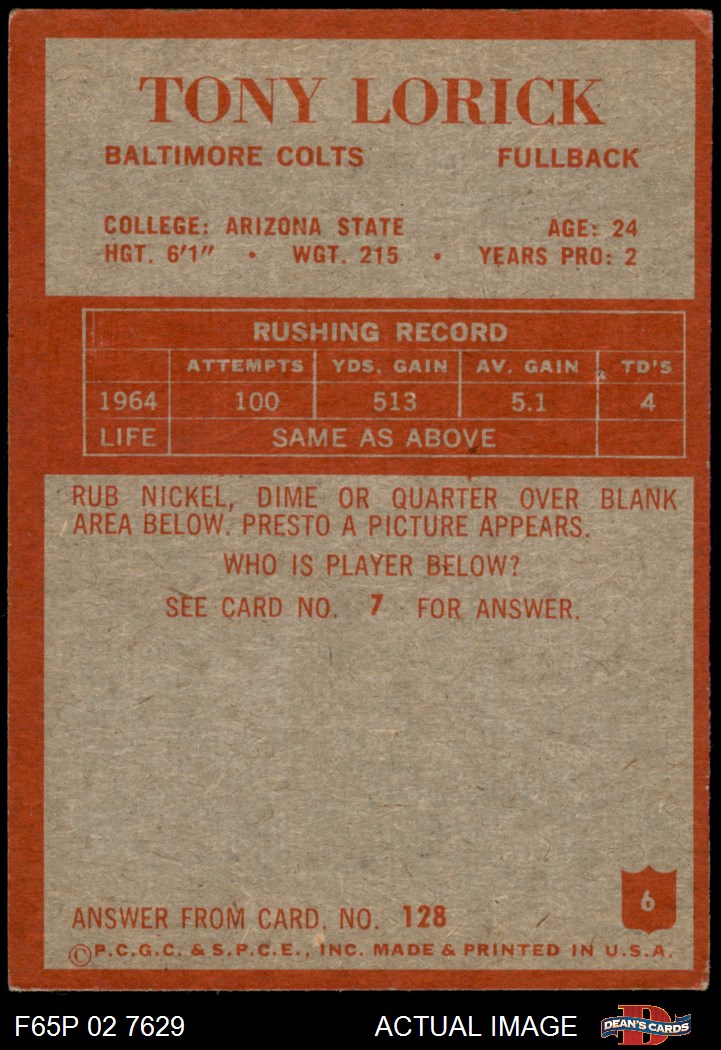 TONY LORICK
BALTIMORE COLTS FULLBACK
COLLEGE: ARIZONA STATE AGE: 24
HGT. 6'1" • WGT. 215 • YEARS PRO: 2
RUSHING RECORD
ATTEMPTS YDS. GAIN AV. GAIN TD'S
1964 100 513 5.1 4
LIFE SAME AS ABOVE
RUB NICKEL, DIME OR QUARTER OVER BLANK
AREA BELOW. PRESTO A PICTURE APPEARS.
WHO IS PLAYER BELOW?
SEE CARD NO. 7 FOR ANSWER.
6
ANSWER FROM CARD. NO. 128
©P.C.G.C. & S.P.C.E., INC. MADE & PRINTED IN U.S.A.
F65P 02 7629 ACTUAL IMAGE D DEAN'S CARDS